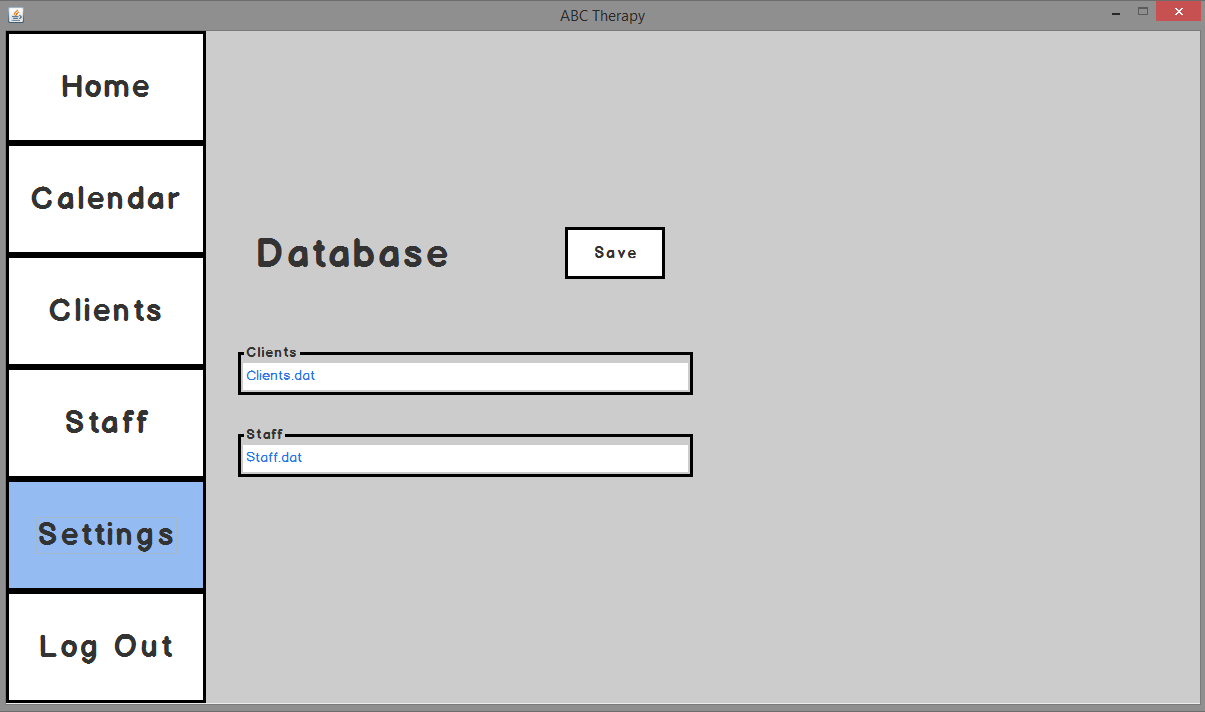 ABC Therapy
Home
Calendar
Clients
Staff
Settings
Log Out
Database
Save
Clients
Clients.dat
Staff
Staff.dat